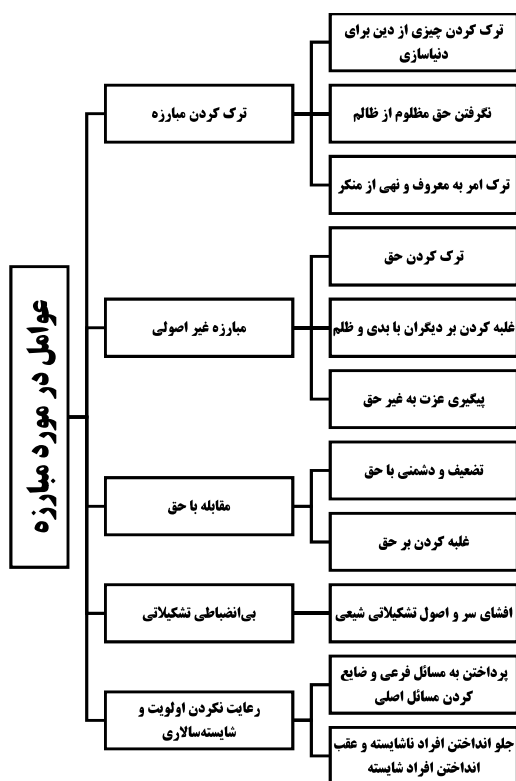 عوامل در مورد مبارزه
ترک کردن مبارزه
ترک کردن چیزی از دین برای
دنیاسازی
نگرفتن حق مظلوم از ظالم
ترک امر به معروف و نهی از منکر
مبارزه غیر اصولی
ترک کردن حق
غلبه کردن بر دیگران با بدی و ظلم
پیگیری عزت به غیر حق
مقابله با حق
تضعیف و دشمنی با حق
غلبه کردن بر حق
بی‌انضباطی تشکیلاتی
افشای سر و اصول تشکیلاتی شیعی
رعایت نکردن اولویت و
شایسته‌سالاری
پرداختن به مسائل فرعی و ضایع
کردن مسائل اصلی
جلو انداختن افراد ناشایسته و عقب
انداختن افراد شایسته